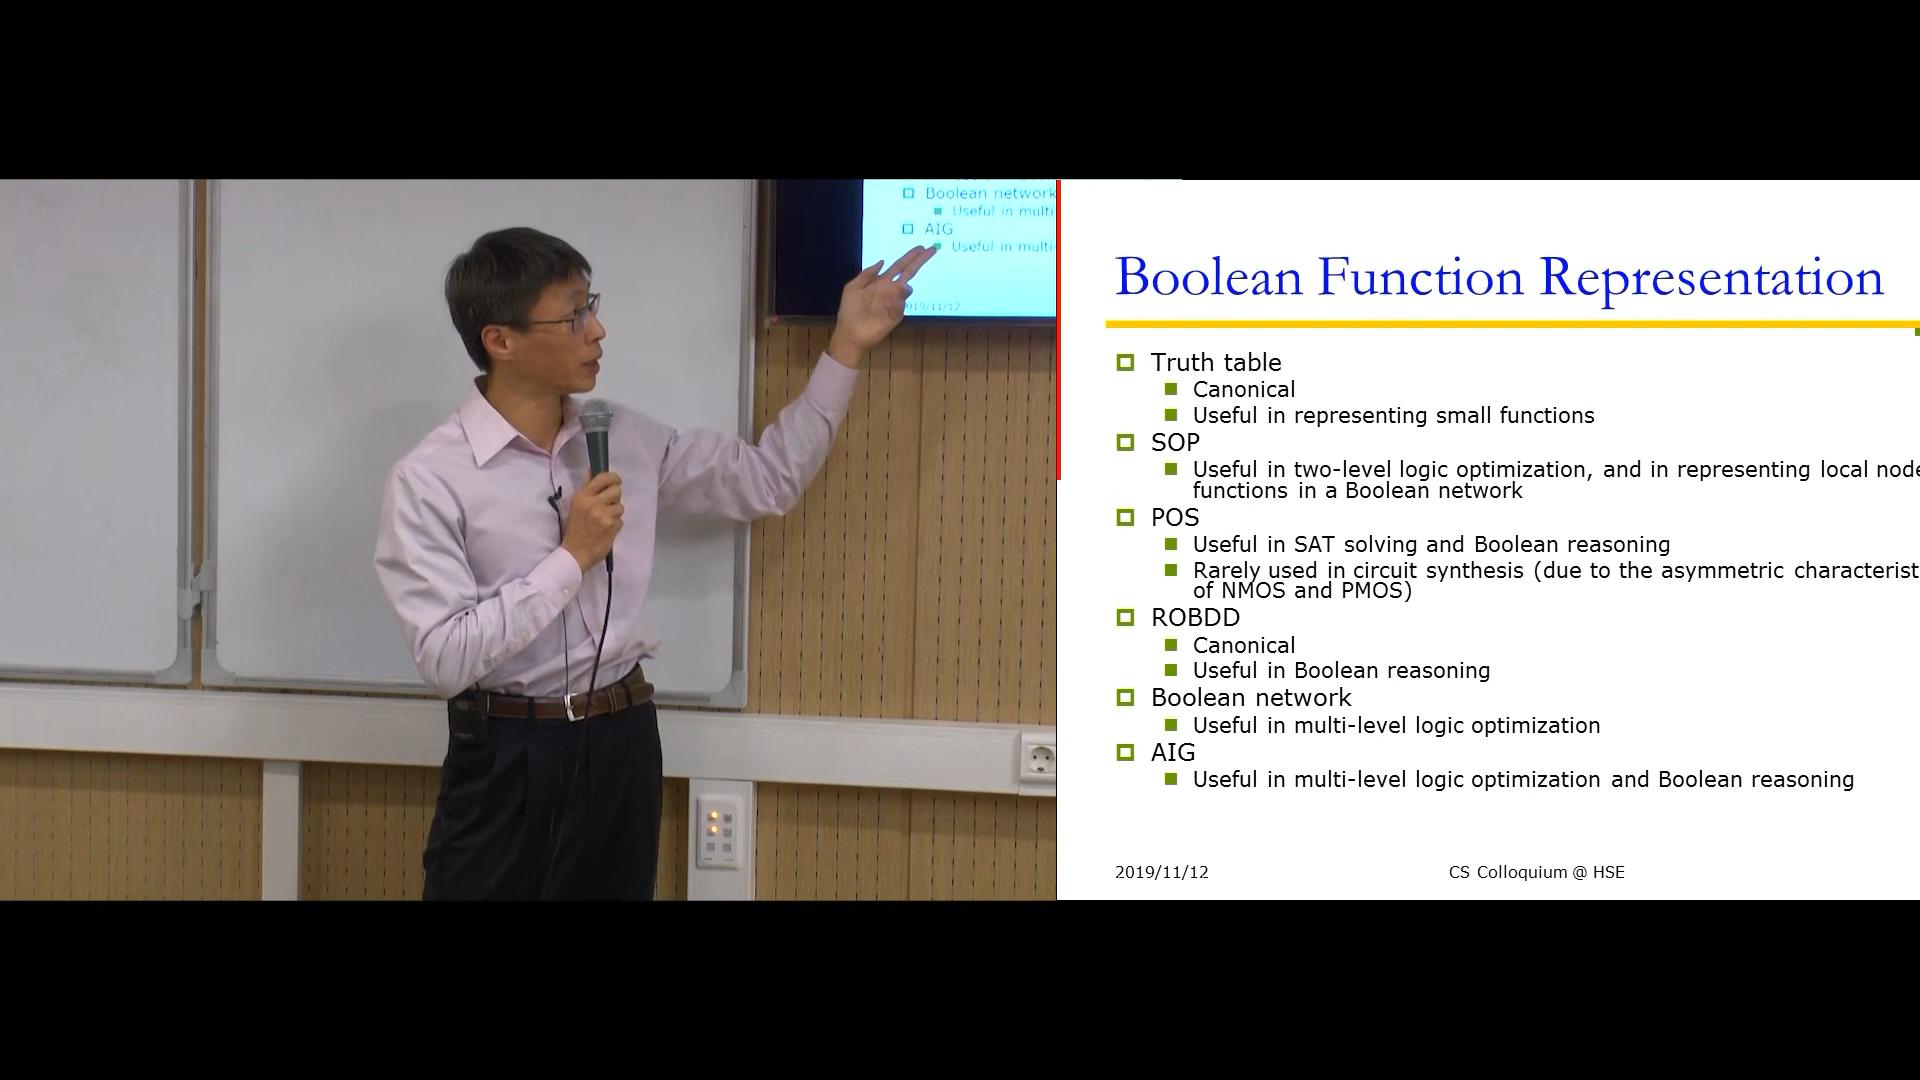 Boolean network
Useful in multi
AIG
Useful in multi-
2019/11/12
Boolean Function Representation
Truth table
Canonical
Useful in representing small functions
SOP
Useful in two-level logic optimization, and in representing local node
functions in a Boolean network
POS
Useful in SAT solving and Boolean reasoning
Rarely used in circuit synthesis (due to the asymmetric characterist
of NMOS and PMOS)
ROBDD
Canonical
Useful in Boolean reasoning
Boolean network
Useful in multi-level logic optimization
AIG
Useful in multi-level logic optimization and Boolean reasoning
2019/11/12
CS Colloquium @ HSE